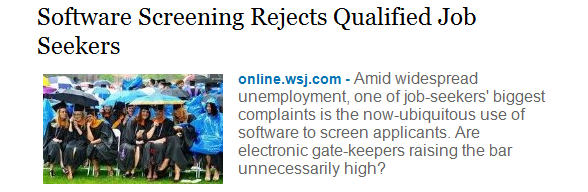 Software Screening Rejects Qualified Job
Seekers
online.wsj.com - Amid widespread
unemployment, one of job-seekers' biggest
complaints is the now-ubiquitous use of
software to screen applicants. Are
electronic gate-keepers raising the bar
unnecessarily high?